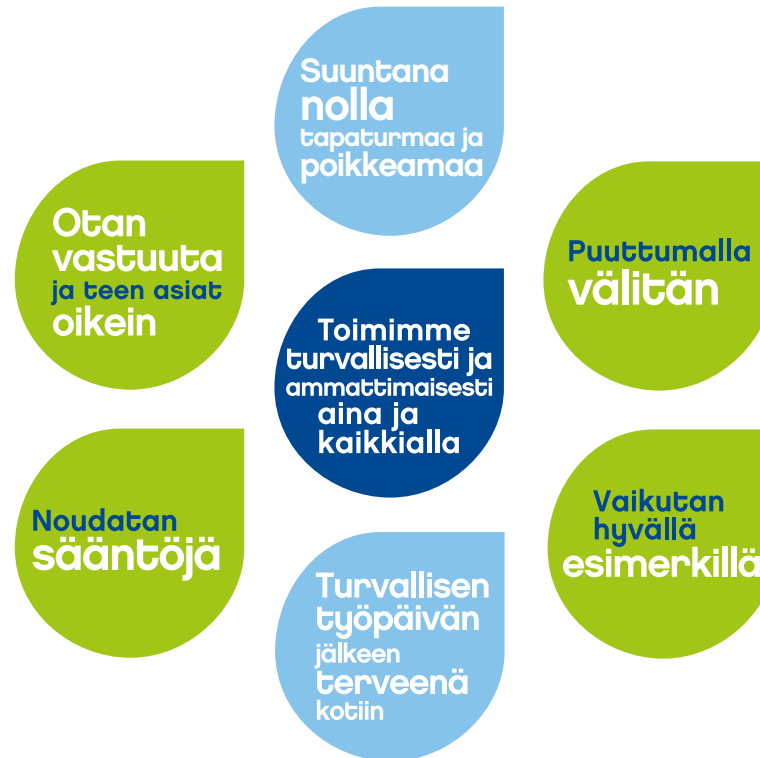 Suuntana
nolla
tapaturmaa ja
poikkeamaa
Otan
vastuuta
ja teen asiat
oikein
Puuttumalla
välitän
Toimimme
turvallisesti ja
ammattimaisesti
aina ja
kaikkialla
Noudatan
sääntöjä
Vaikutan
hyvällä
esimerkillä
Turvallisen
työpäivän
jälkeen
terveenä
kotiin